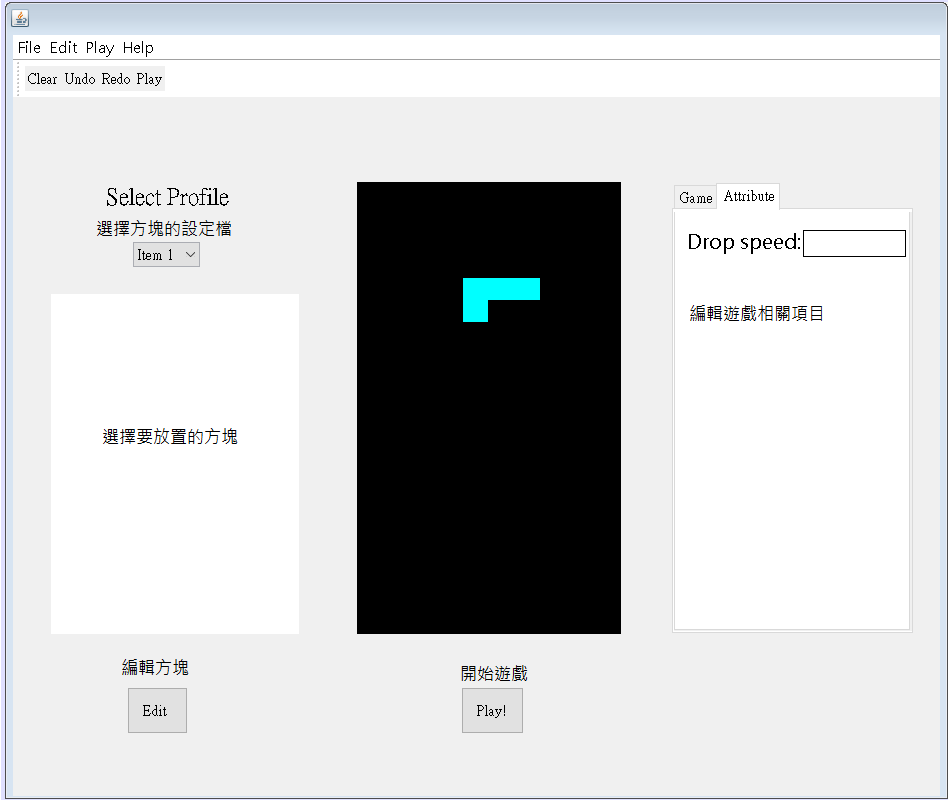 File Edit Play Help
Clear Undo Redo Play
Select Profile
選擇方塊的設定檔
Item 1
選擇要放置的方塊
編輯方塊
Edit
開始遊戲
Play!
Game Attribute
Drop speed:
編輯遊戲相關項目